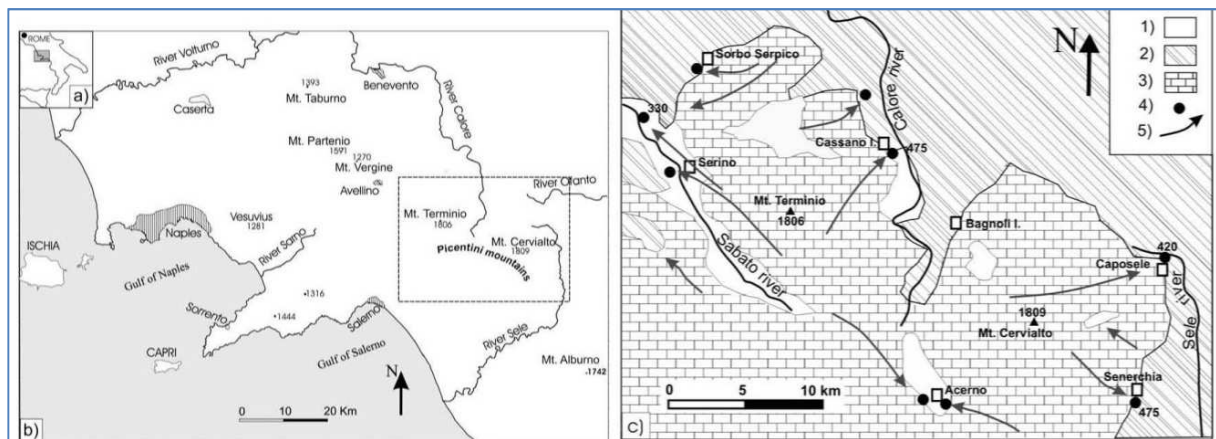 ROME
a)
River Volturno
1393
Mt. Taburno
Benevento
River Calore
Caserta
Mt. Partenio
1591
1270
Mt. Vergine
Avellino
River Ofanto
Mt. Terminio
1806
Mt. Cervialto
1809
Picentini mountains
Vesuvius
1281
Naples
River Sarno
ISCHIA
Gulf of Naples
Sorrento
1316
1444
Salerno
CAPRI
Gulf of Salerno
River Sele
Mt. Alburno
1742
N
0 10 20 Km
b)
Sorbo Serpico
N
1)
2)
3)
4)
5)
330
Calore river
Cassano I.
475
Serino
Mt. Terminio
1806
Bagnoli I.
Sabato river
420
Caposele
Sele river
1809
Mt. Cervialto
0 5 10 km
Acerno
Senerchia
475
c)